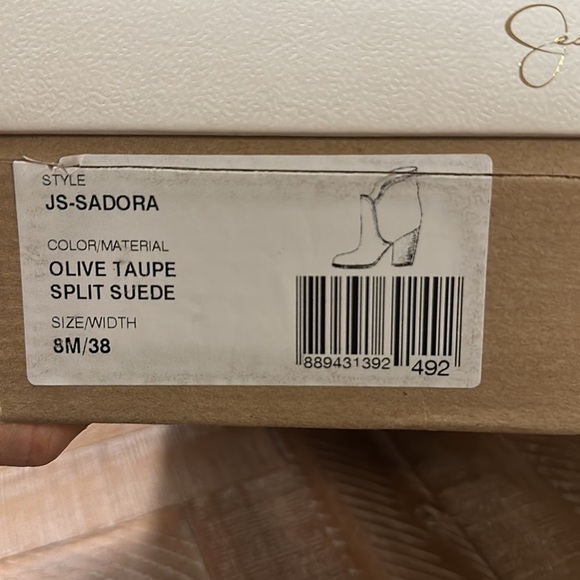 STYLE
JS-SADORA
COLOR/MATERIAL
OLIVE TAUPE
SPLIT SUEDE
SIZE/WIDTH
8M/38
889431392 492